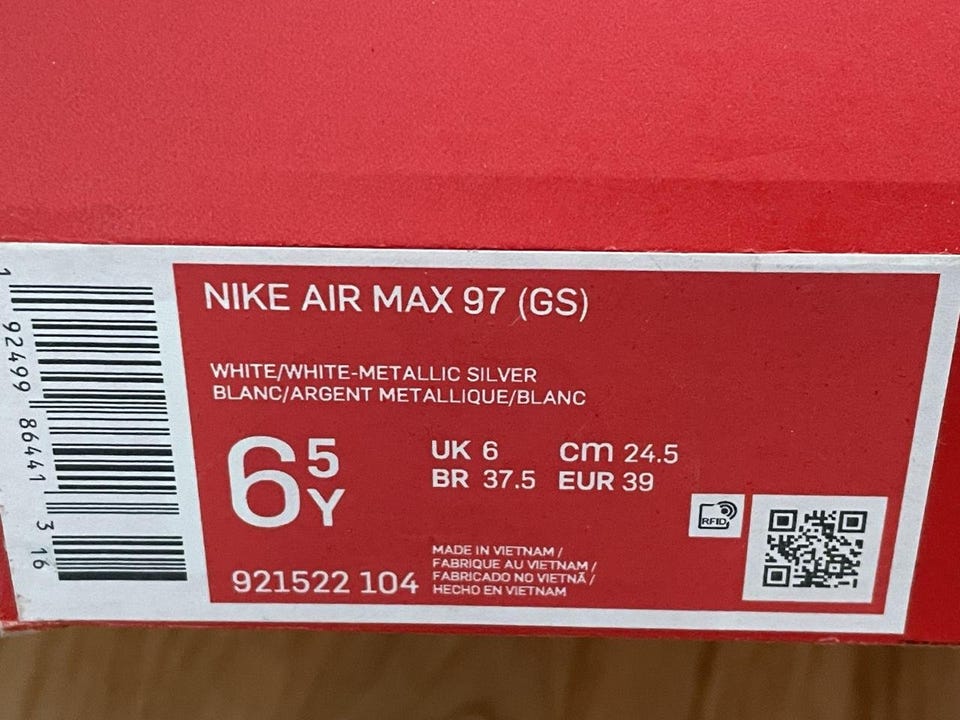 NIKE AIR MAX 97 (GS)
WHITE/WHITE-METALLIC SILVER
BLANC/ARGENT METALLIQUE/BLANC
6 5 Y
UK 6 cm 24.5
BR 37.5 EUR 39
RFID
MADE IN VIETNAM /
FABRIQUE AU VIETNAM /
FABRICADO NO VIETNÃ /
HECHO EN VIETNAM
921522 104
1 92499 86441 3 16